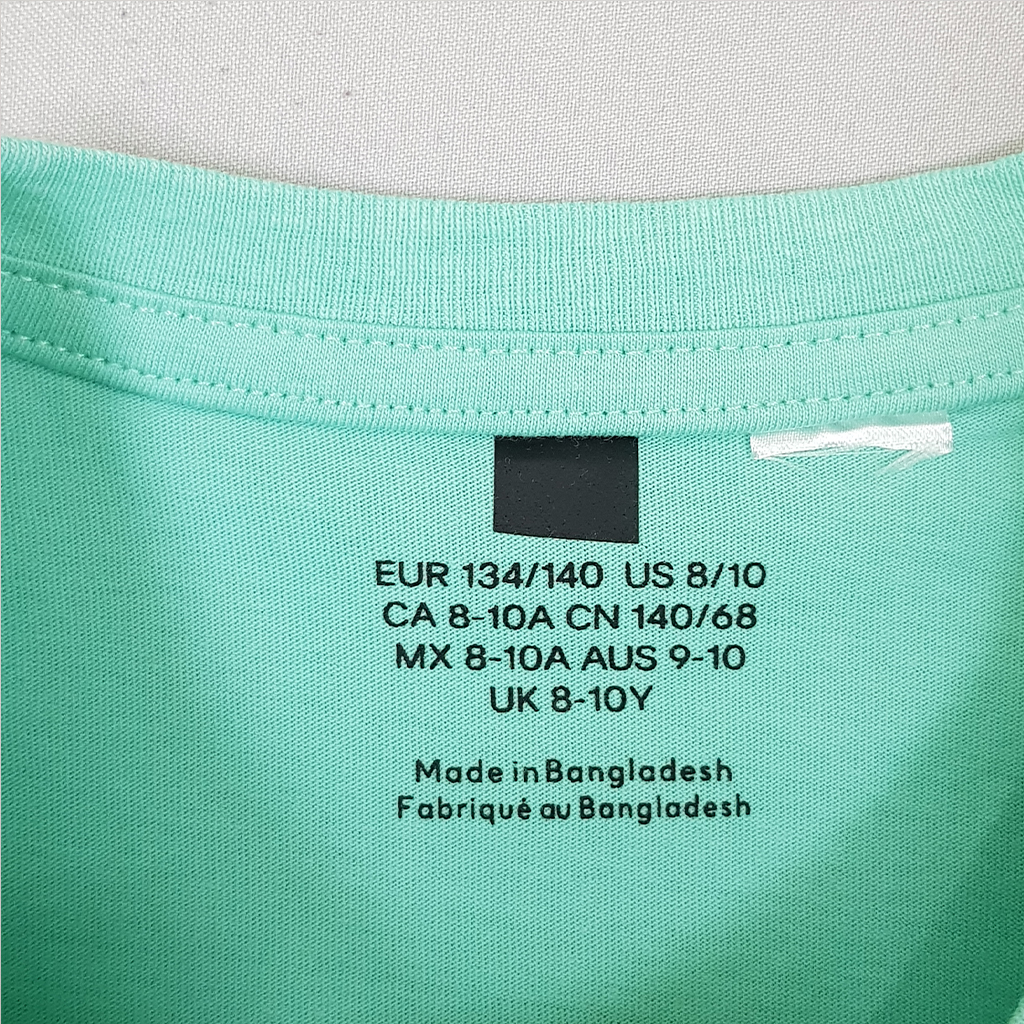 EUR 134/140 US 8/10
CA 8-10A CN 140/68
MX 8-10A AUS 9-10
UK 8-10Y
Made in Bangladesh
Fabriqué au Bangladesh